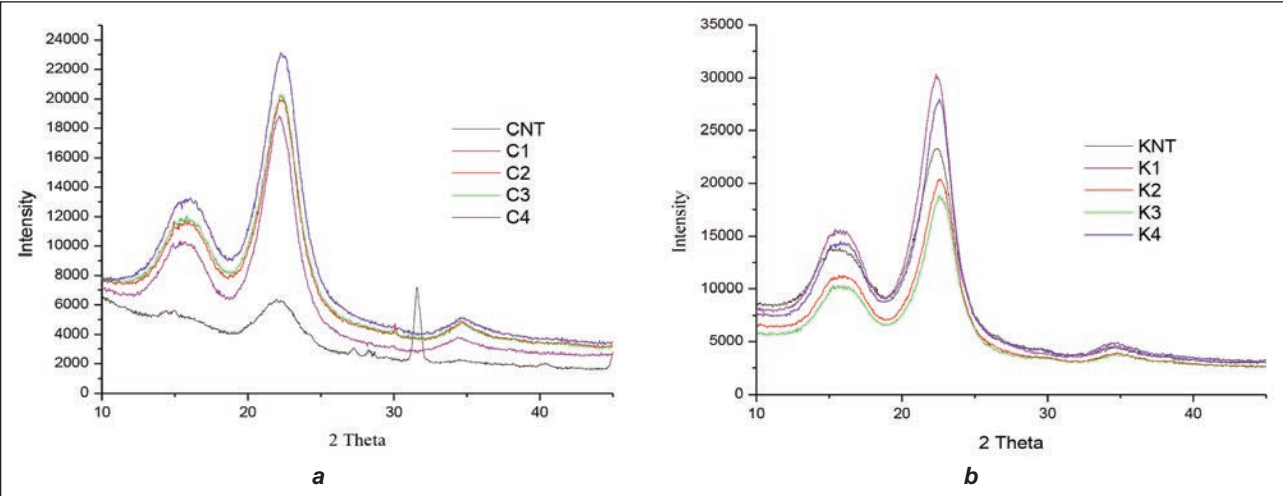 24000
22000
20000
18000
16000
14000
12000
10000
8000
6000
4000
2000
0
Intensity
CNT
C1
C2
C3
C4
10 20 30 40
2 Theta
a
35000
30000
25000
20000
15000
10000
5000
0
Intensity
KNT
K1
K2
K3
K4
10 20 30 40
2 Theta
b